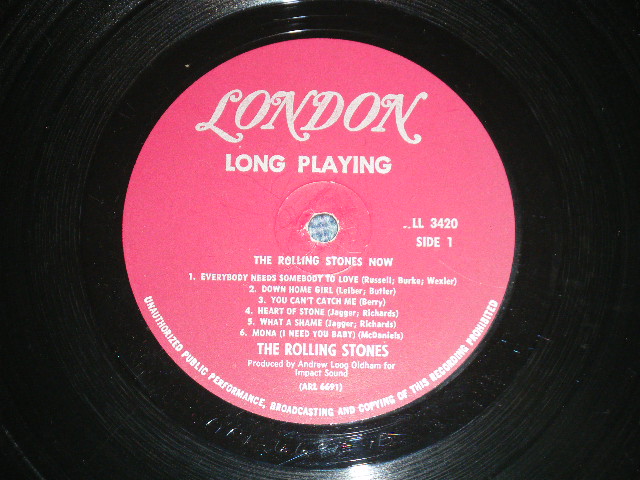 LONDON
LONG PLAYING
LL 3420
SIDE 1
THE ROLLING STONES NOW
1. EVERYBODY NEEDS SOMEBODY TO LOVE (Russell; Burke; Wexler)
2. DOWN HOME GIRL (Leiber; Butler)
3. YOU CAN'T CATCH ME (Berry)
4. HEART OF STONE (Jagger; Richards)
5. WHAT A SHAME (Jagger; Richards)
6. MONA (I NEED YOU BABY) (McDaniels)
THE ROLLING STONES
Produced by Andrew Loog Oldham for
Impact Sound
(ARL 6691)
UNAUTHORIZED PUBLIC PERFORMANCE, BROADCASTING AND COPYING OF THIS RECORDING PROHIBITED